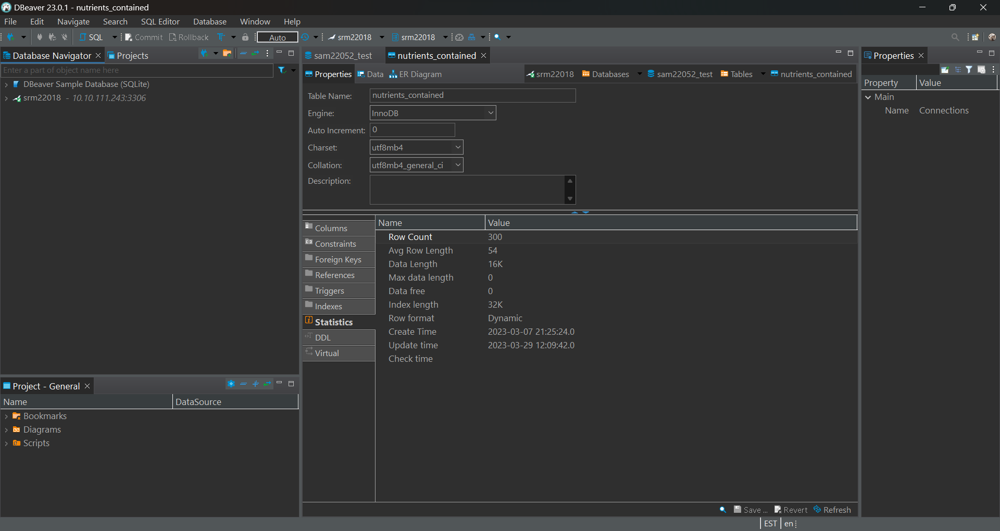 DBeaver 23.0.1 - nutrients_contained
File Edit Navigate Search SQL Editor Database Window Help
SQL Commit Rollback Auto srm22018 srm22018
Database Navigator Projects
Enter a part of object name here
DBeaver Sample Database (SQLite)
srm22018 - 10.10.111.243:3306
Project - General
Name DataSource
Bookmarks
Diagrams
Scripts
sam22052_test nutrients_contained
Properties Data ER Diagram srm22018 Databases sam22052_test Tables nutrients_contained
Table Name: nutrients_contained
Engine: InnoDB
Auto Increment: 0
Charset: utf8mb4
Collation: utf8mb4_general_ci
Description:
Columns
Constraints
Foreign Keys
References
Triggers
Indexes
Statistics
DDL
Virtual
Name Value
Row Count 300
Avg Row Length 54
Data Length 16K
Max data length 0
Data free 0
Index length 32K
Row format Dynamic
Create Time 2023-03-07 21:25:24.0
Update time 2023-03-29 12:09:42.0
Check time
Save ... Revert Refresh
Properties
Property Value
Main
Name Connections
EST en